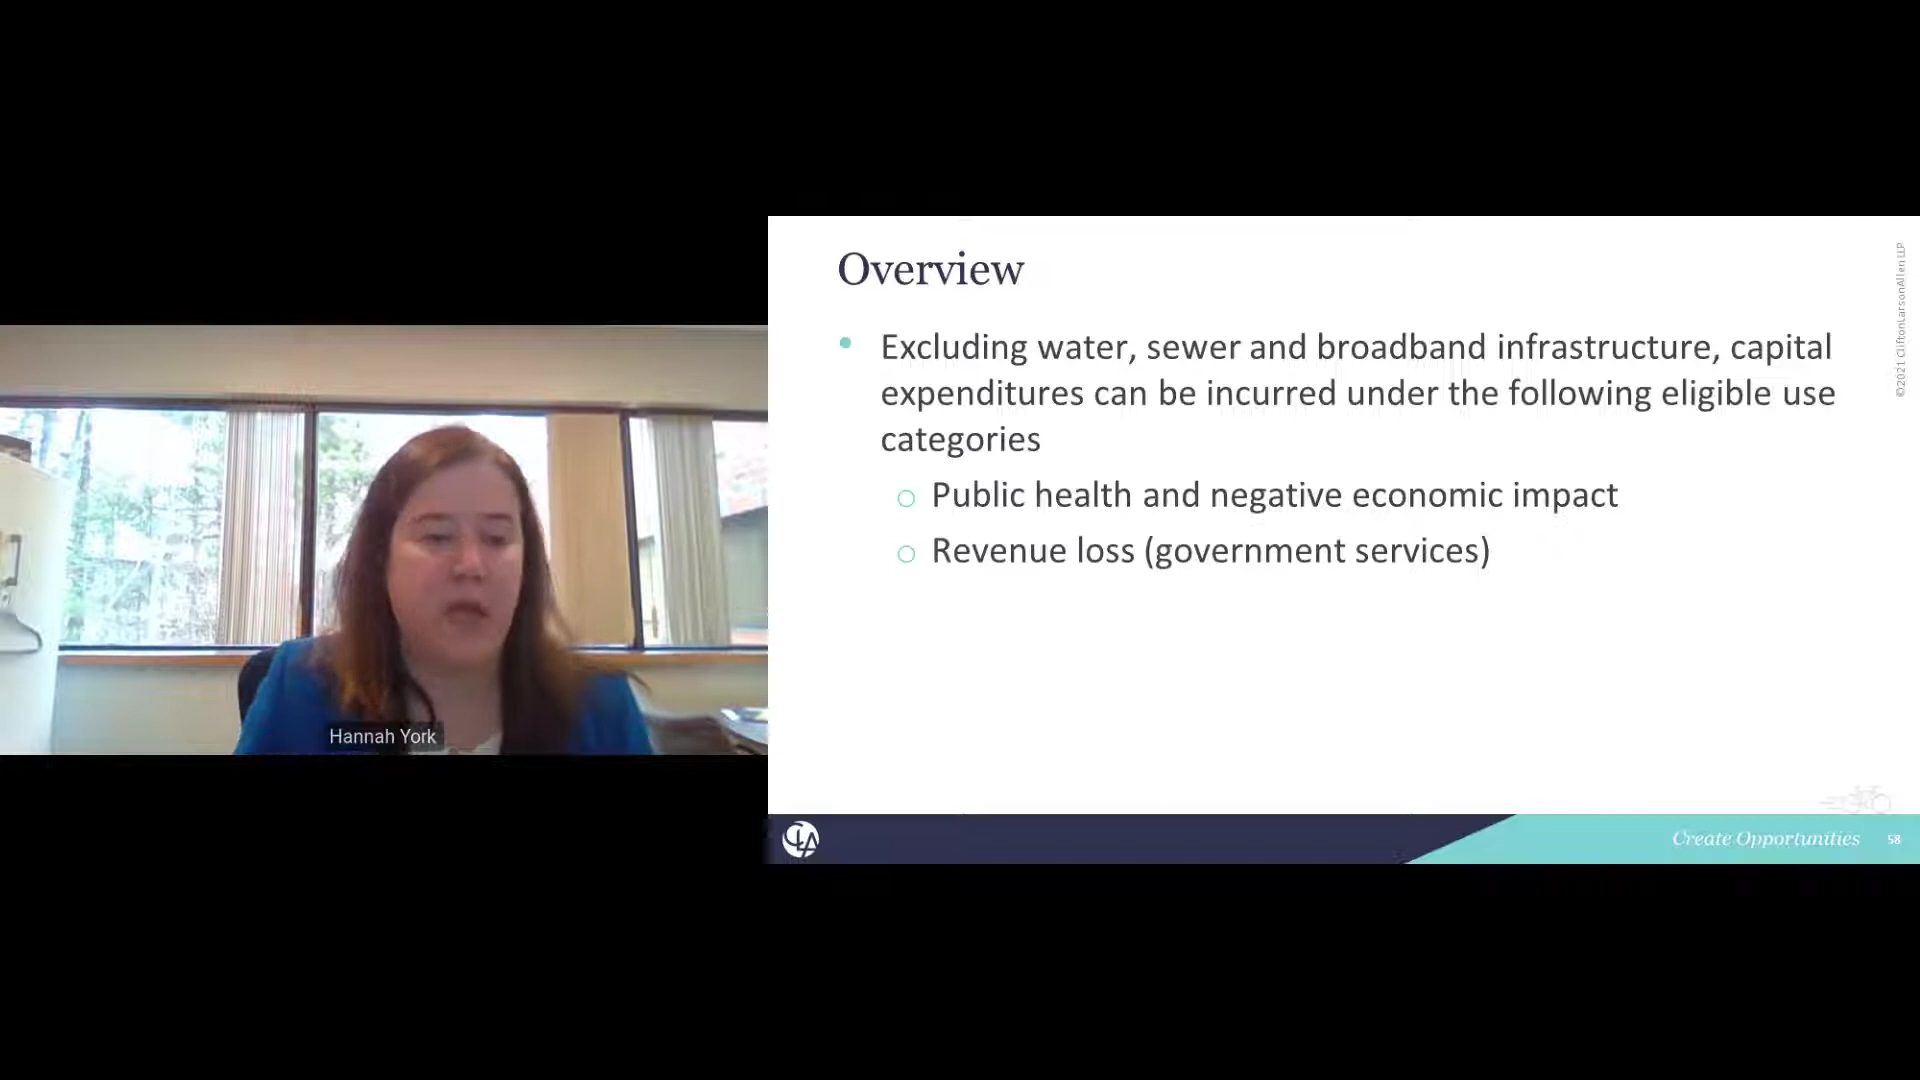 Overview
• Excluding water, sewer and broadband infrastructure, capital
expenditures can be incurred under the following eligible use
categories
o Public health and negative economic impact
o Revenue loss (government services)
©2021 CliftonLarsonAllen LLP
Hannah York
CLA
Create Opportunities
58